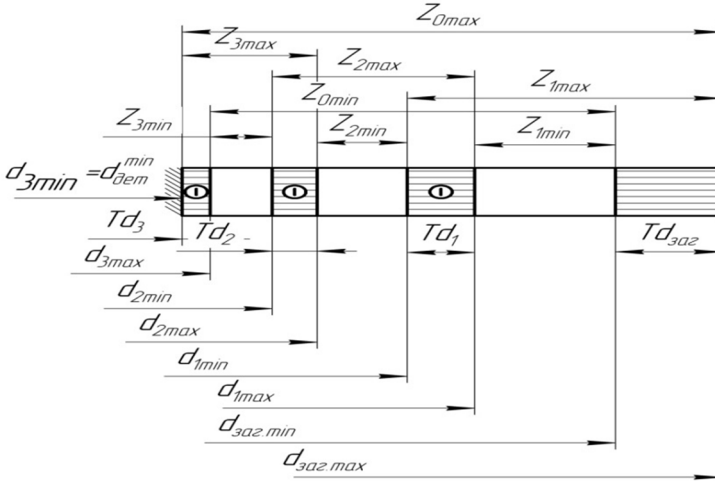 Z0max
Z3max
Z2max
Z0min
Z1max
Z3min
Z2min
Z1min
d3min = dдетmin
Td3
Td2
Td1
Tdзаг
d3max
d2min
d2max
d1min
d1max
dзаг.min
dзаг.max